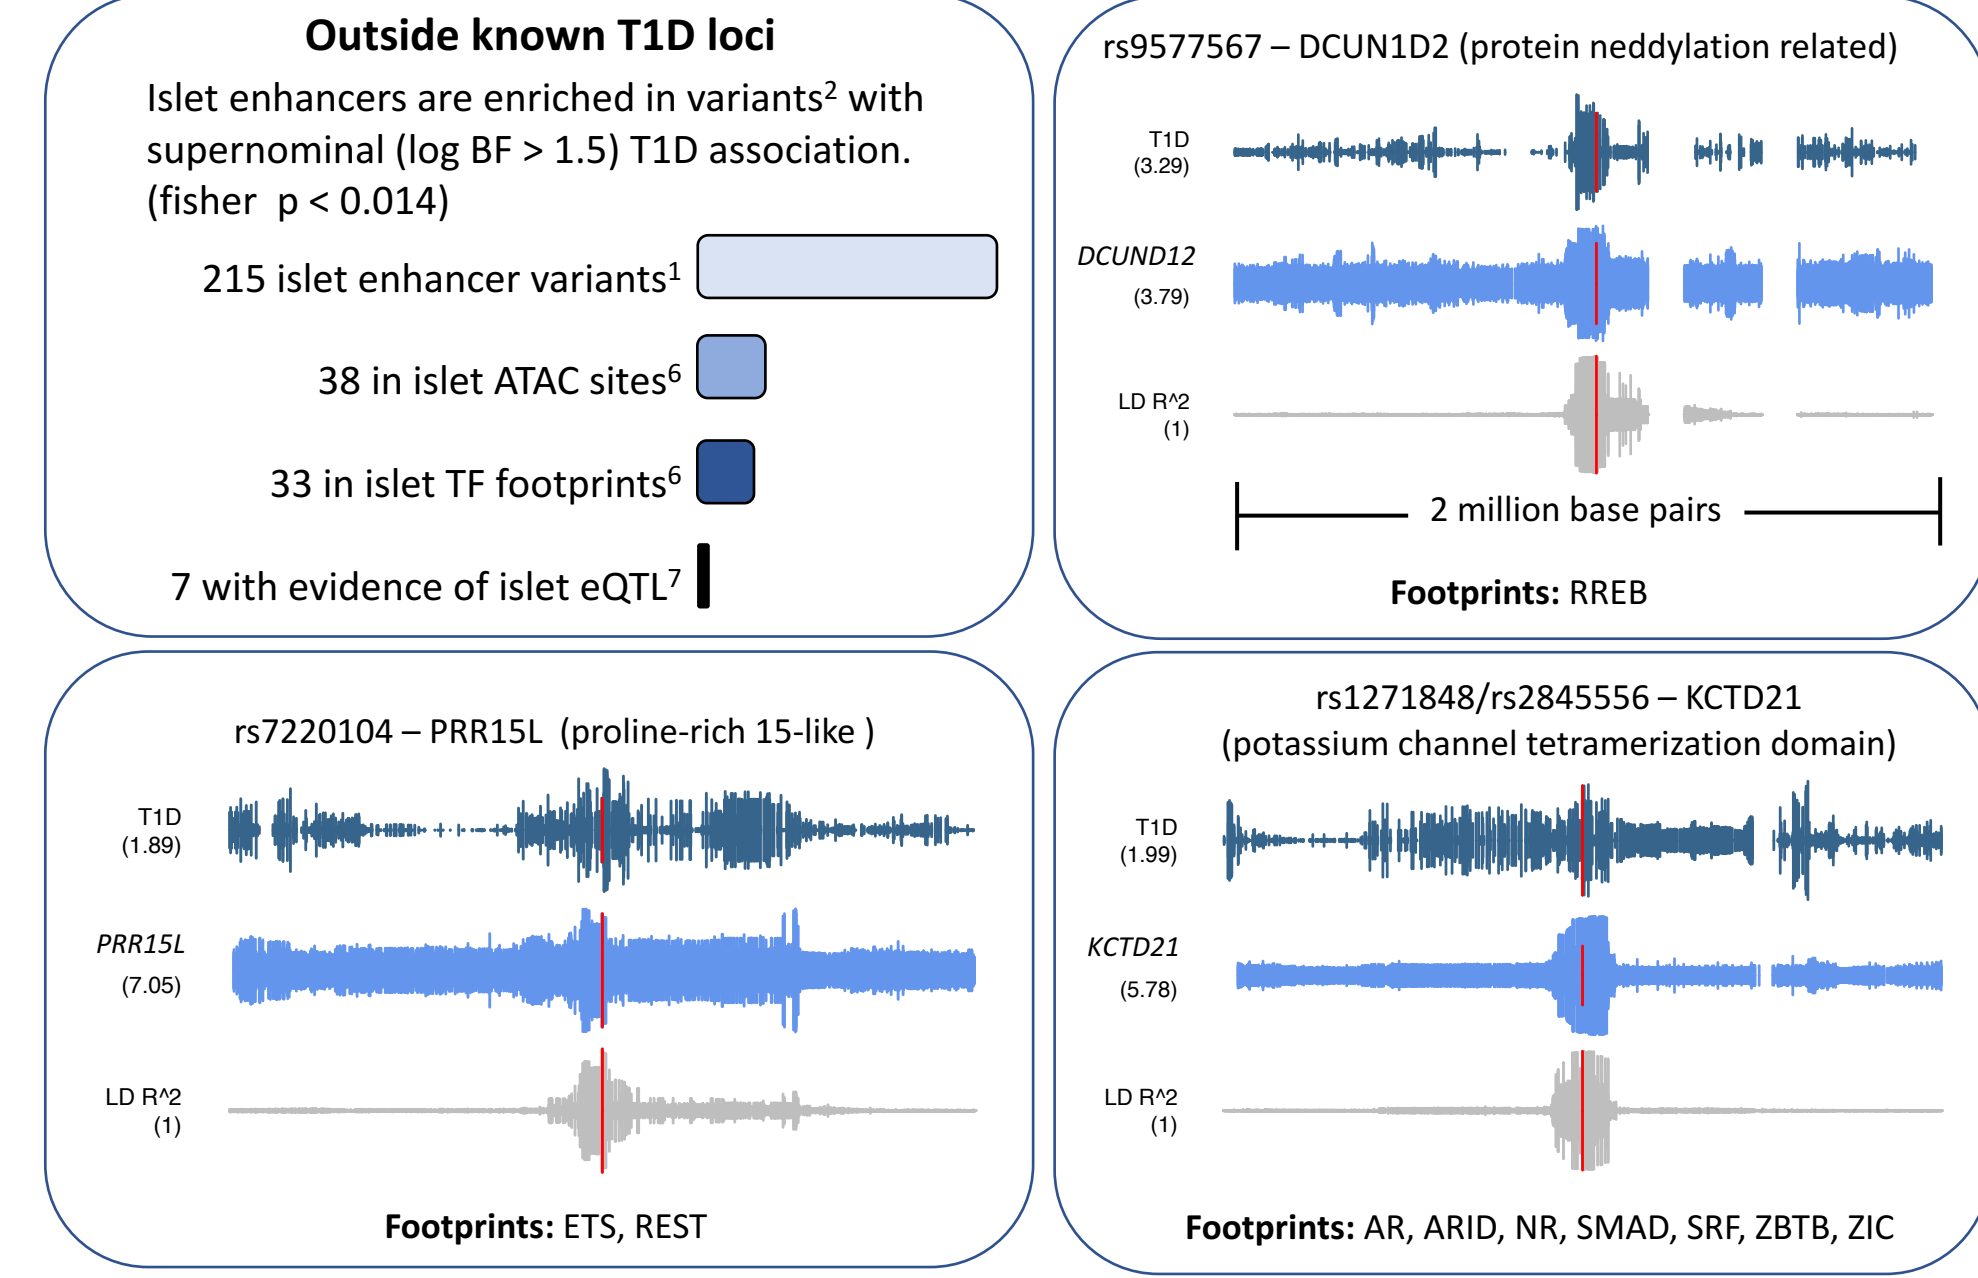 Outside known T1D loci
Islet enhancers are enriched in variants² with
supernominal (log BF > 1.5) T1D association.
(fisher p < 0.014)
215 islet enhancer variants¹
38 in islet ATAC sites⁶
33 in islet TF footprints⁶
7 with evidence of islet eQTL⁷
rs9577567 – DCUN1D2 (protein neddylation related)
T1D
(3.29)
DCUND12
(3.79)
LD R^2
(1)
2 million base pairs
Footprints: RREB
rs7220104 – PRR15L (proline-rich 15-like )
T1D
(1.89)
PRR15L
(7.05)
LD R^2
(1)
Footprints: ETS, REST
rs1271848/rs2845556 – KCTD21
(potassium channel tetramerization domain)
T1D
(1.99)
KCTD21
(5.78)
LD R^2
(1)
Footprints: AR, ARID, NR, SMAD, SRF, ZBTB, ZIC